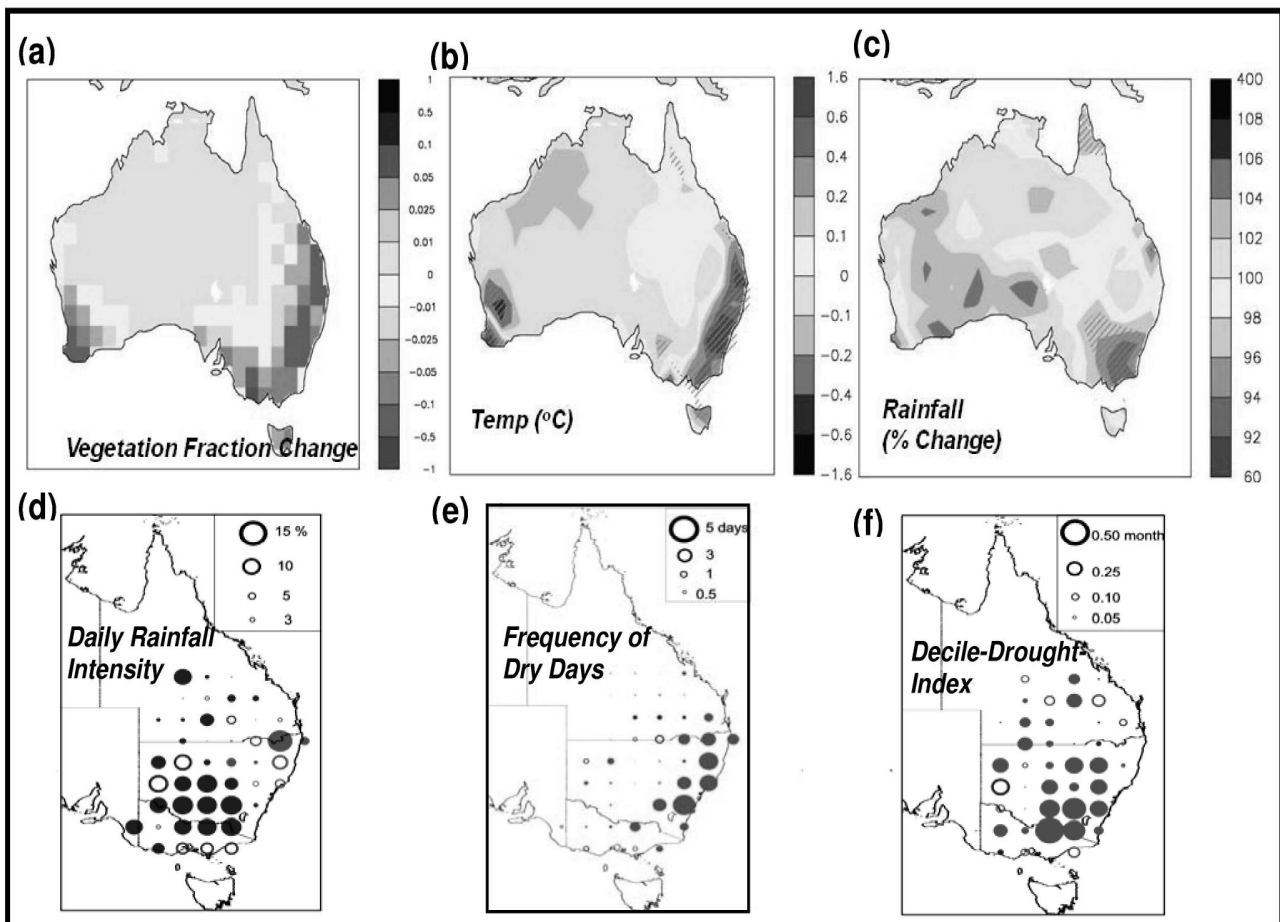 (a)
1
0.5
0.1
0.05
0.025
0.01
0
−0.01
−0.025
−0.05
−0.1
−0.5
−1
Vegetation Fraction Change
(b)
1.6
0.6
0.4
0.2
0.1
0
−0.1
−0.2
−0.4
−0.6
−1.6
Temp (°C)
(c)
400
108
106
104
102
100
98
96
94
92
60
Rainfall
(% Change)
(d)
15 %
10
5
3
Daily Rainfall
Intensity
(e)
5 days
3
1
0.5
Frequency of
Dry Days
(f)
0.50 month
0.25
0.10
0.05
Decile-Drought-
Index